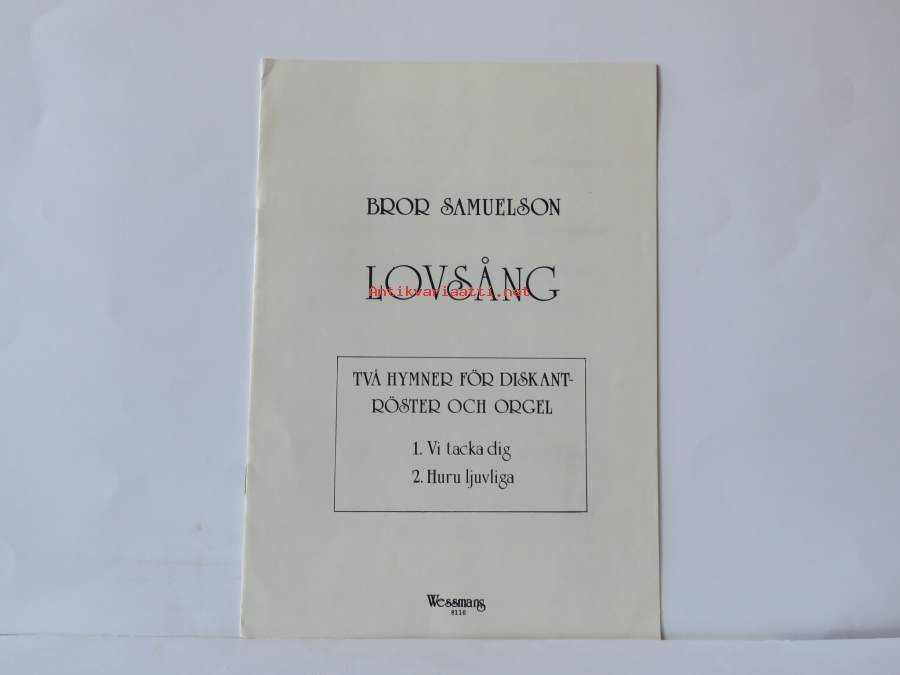 BROR SAMUELSON
LOVSÅNG
Antikvariaatti.net
TVÅ HYMNER FÖR DISKANT-
RÖSTER OCH ORGEL
1. Vi tacka dig
2. Huru ljuvliga
Wessmans
8116